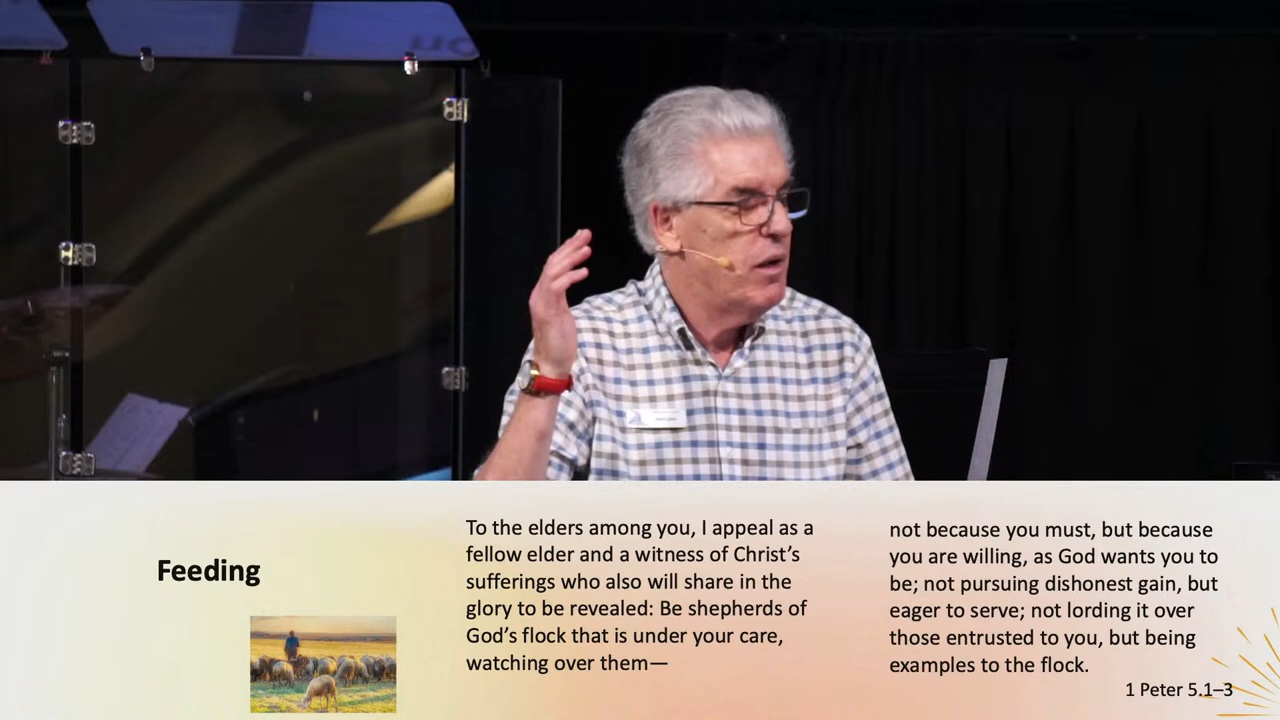 Feeding
To the elders among you, I appeal as a
fellow elder and a witness of Christ’s
sufferings who also will share in the
glory to be revealed: Be shepherds of
God’s flock that is under your care,
watching over them—
not because you must, but because
you are willing, as God wants you to
be; not pursuing dishonest gain, but
eager to serve; not lording it over
those entrusted to you, but being
examples to the flock.
1 Peter 5.1–3